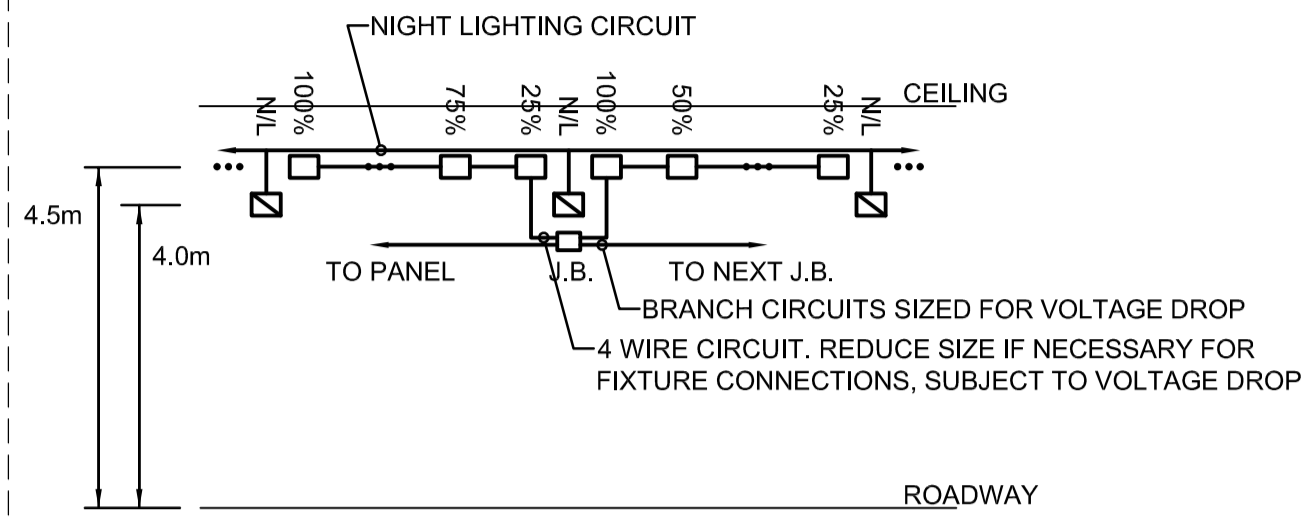 NIGHT LIGHTING CIRCUIT
CEILING
N/L
100%
75%
25%
N/L
100%
50%
25%
N/L
4.5m
4.0m
TO PANEL
J.B.
TO NEXT J.B.
BRANCH CIRCUITS SIZED FOR VOLTAGE DROP
4 WIRE CIRCUIT. REDUCE SIZE IF NECESSARY FOR
FIXTURE CONNECTIONS, SUBJECT TO VOLTAGE DROP
ROADWAY